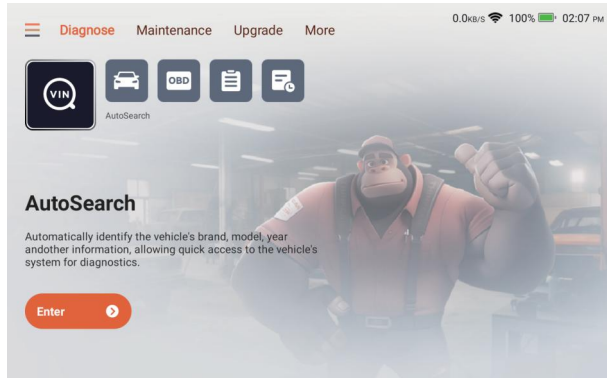 Diagnose Maintenance Upgrade More
0.0KB/S 100% 02:07 PM
VIN
OBD
AutoSearch
AutoSearch
Automatically identify the vehicle's brand, model, year
andother information, allowing quick access to the vehicle's
system for diagnostics.
Enter